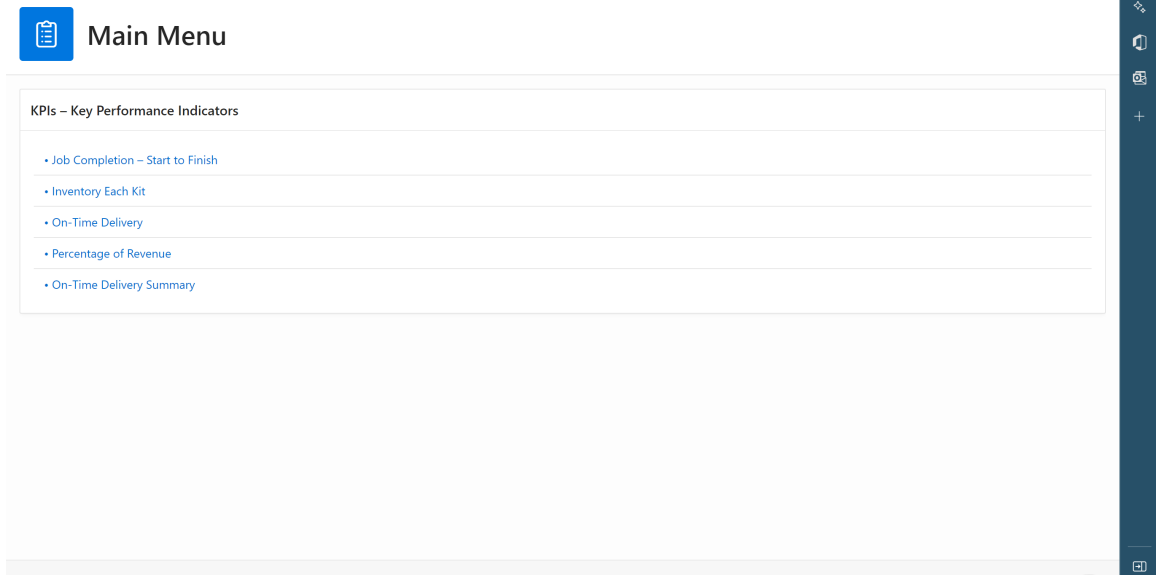 Main Menu
KPIs – Key Performance Indicators
• Job Completion – Start to Finish
• Inventory Each Kit
• On-Time Delivery
• Percentage of Revenue
• On-Time Delivery Summary